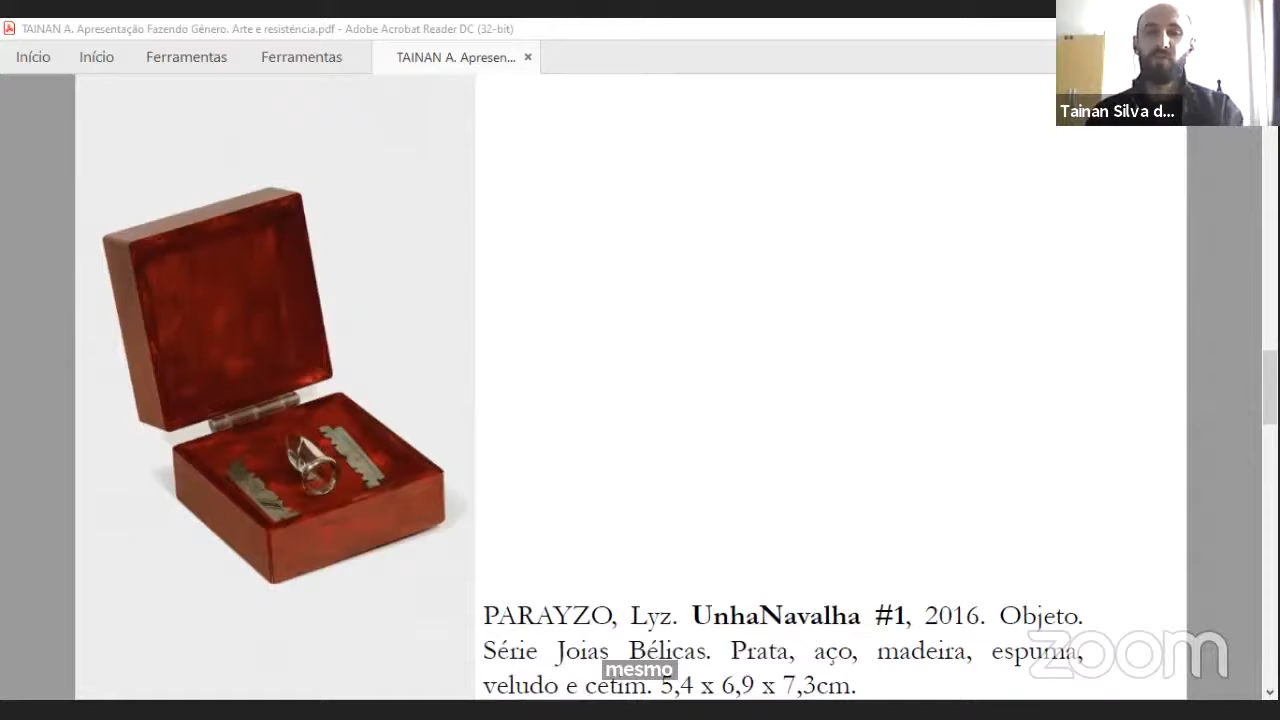 TAINAN A. Apresentação Fazendo Gênero. Arte e resistência.pdf - Adobe Acrobat Reader DC (32-bit)
Início Início Ferramentas Ferramentas TAINAN A. Apresen... ×
Tainan Silva d...
PARAYZO, Lyz. UnhaNavalha #1, 2016. Objeto.
Série Joias Bélicas. Prata, aço, madeira, espuma,
mesmo
veludo e cetim. 5,4 x 6,9 x 7,3cm.
zoom